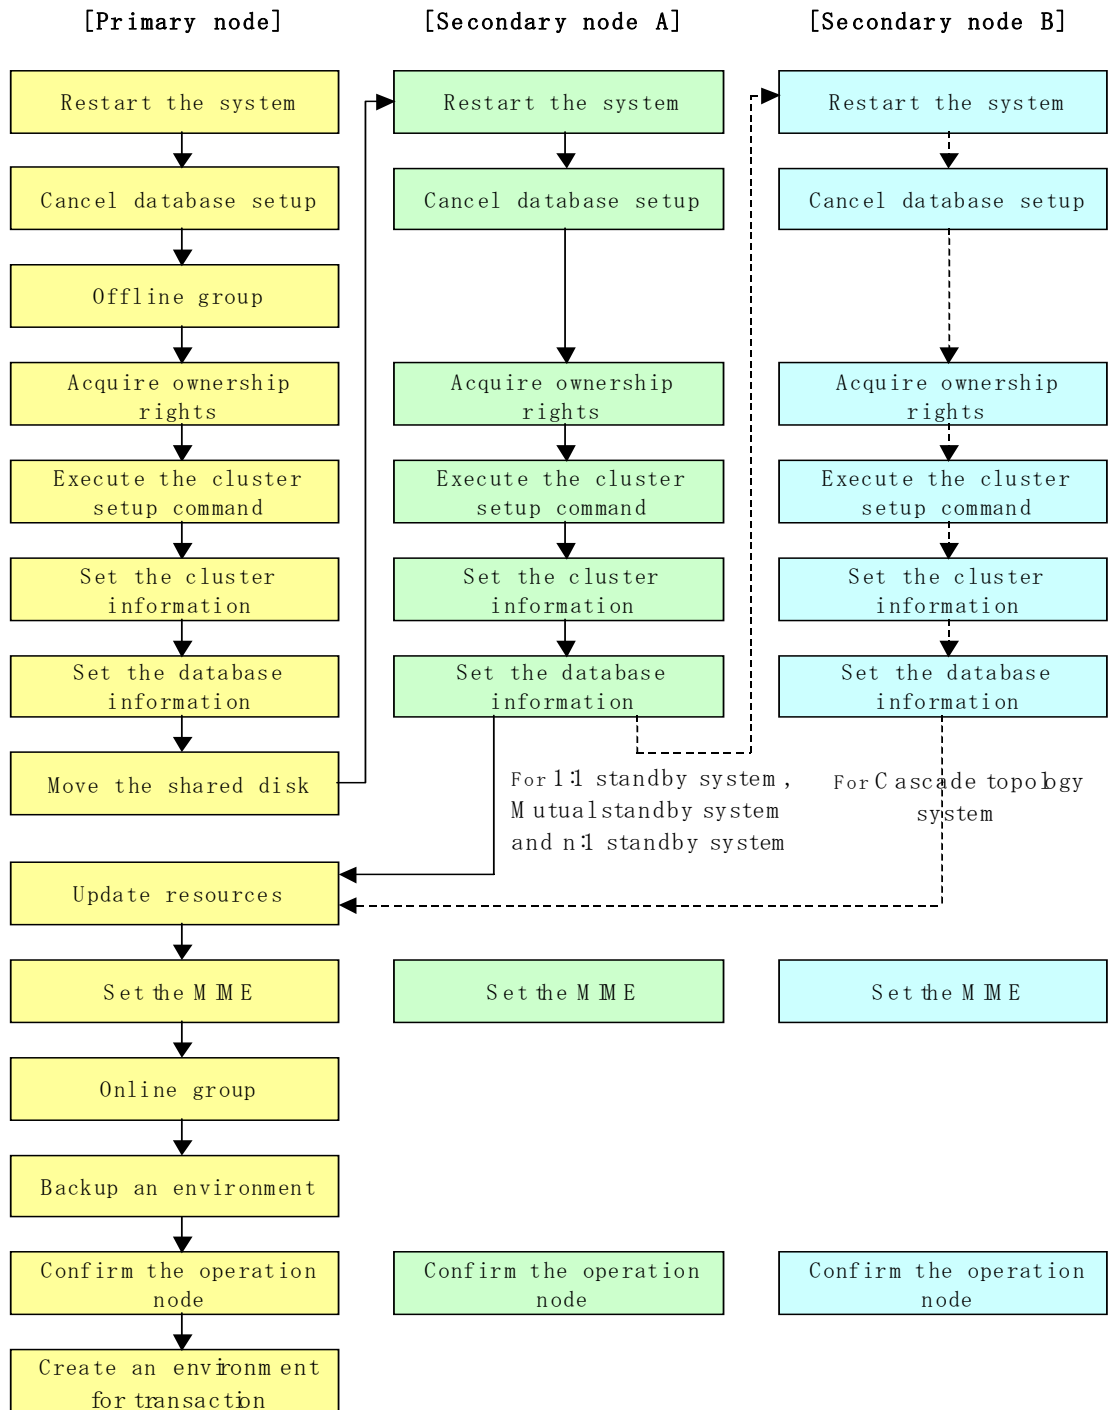 [Primary node]
[Secondary node A]
[Secondary node B]
Restart the system
Restart the system
Restart the system
Cancel database setup
Cancel database setup
Cancel database setup
Offline group
Acquire ownership
rights
Acquire ownership
rights
Acquire ownership
rights
Execute the cluster
setup command
Execute the cluster
setup command
Execute the cluster
setup command
Set the cluster
information
Set the cluster
information
Set the cluster
information
Set the database
information
Set the database
information
Set the database
information
Move the shared disk
For 1:1 standby system,
Mutual standby system
and n:1 standby system
For Cascade topology
system
Update resources
Set the MIME
Set the MIME
Set the MIME
Online group
Backup an environment
Confirm the operation
node
Confirm the operation
node
Confirm the operation
node
Create an environment
for transaction